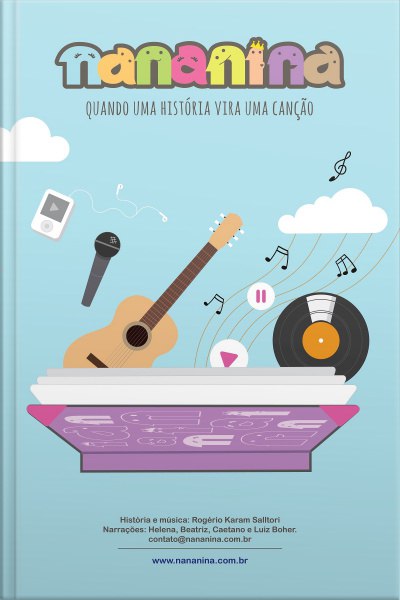 nananina
QUANDO UMA HISTÓRIA VIRA UMA CANÇÃO
História e música: Rogério Karam Salltori
Narrações: Helena, Beatriz, Caetano e Luiz Boher.
contato@nananina.com.br
www.nananina.com.br